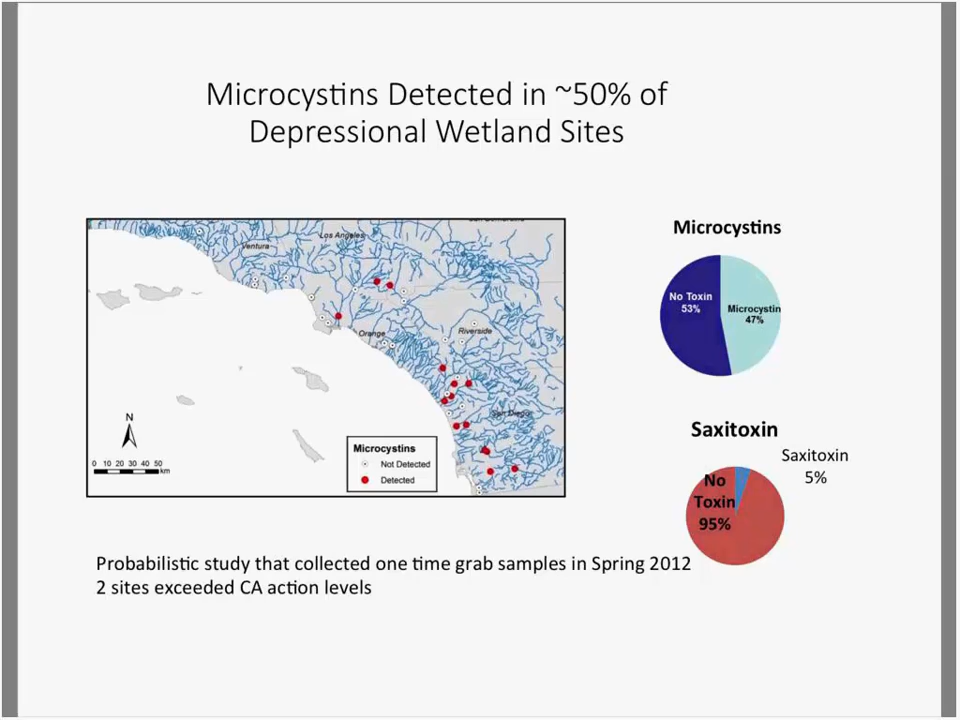 Microcystins Detected in ~50% of
Depressional Wetland Sites
Los Angeles
Ventura
Orange
Riverside
San Diego
N
0 10 20 30 40 50
km
Microcystins
Not Detected
Detected
Microcystins
No Toxin
53%
Microcystin
47%
Saxitoxin
Saxitoxin
5%
No
Toxin
95%
Probabilistic study that collected one time grab samples in Spring 2012
2 sites exceeded CA action levels